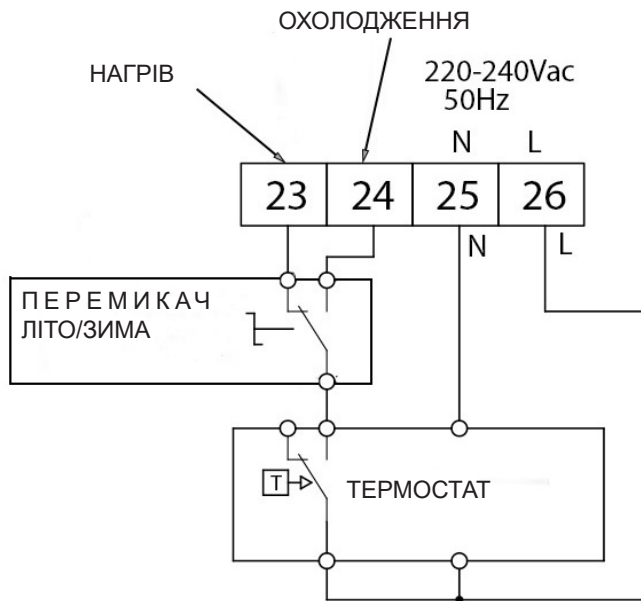 ОХОЛОДЖЕННЯ
НАГРІВ
220-240Vac
50Hz
N L
23 24 25 26
N L
ПЕРЕМИКАЧ
ЛІТО/ЗИМА
T ТЕРМОСТАТ